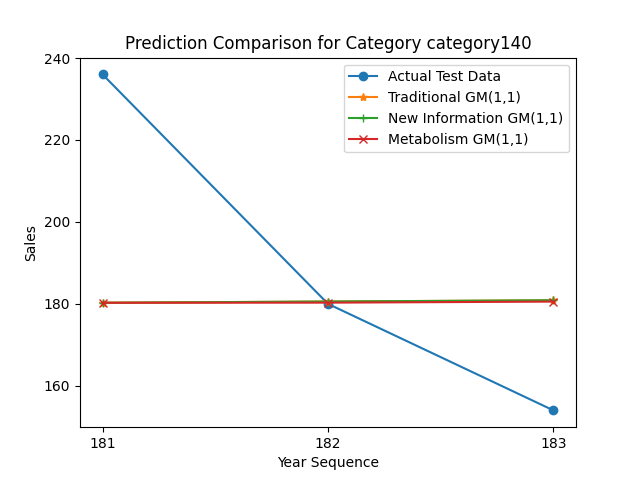 Prediction Comparison for Category category140
Actual Test Data
Traditional GM(1,1)
New Information GM(1,1)
Metabolism GM(1,1)
240
220
200
180
160
Sales
181
182
183
Year Sequence